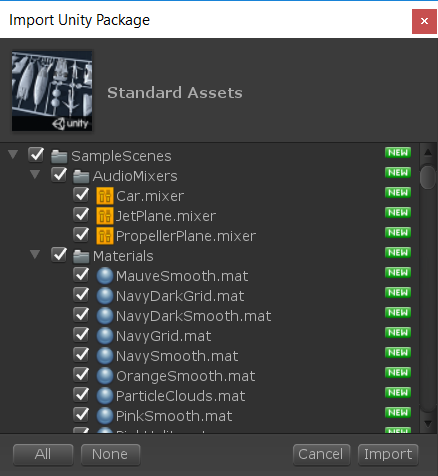 Import Unity Package
unity
Standard Assets
SampleScenes NEW
AudioMixers NEW
Car.mixer NEW
JetPlane.mixer NEW
PropellerPlane.mixer NEW
Materials NEW
MauveSmooth.mat NEW
NavyDarkGrid.mat NEW
NavyDarkSmooth.mat NEW
NavyGrid.mat NEW
NavySmooth.mat NEW
OrangeSmooth.mat NEW
ParticleClouds.mat NEW
PinkSmooth.mat NEW
All None Cancel Import